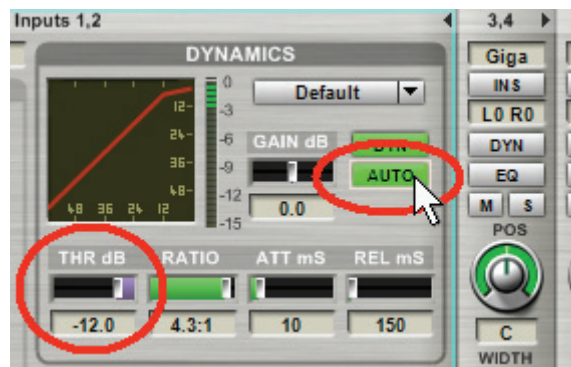 Inputs 1,2
3,4
DYNAMICS
Giga
INS
L0 R0
DYN
EQ
M S
POS
C
WIDTH
Default
0
-3
-6
-9
-12
-15
12-
24-
36-
48-
48 36 24 12
GAIN dB
DYN
AUTO
0.0
THR dB RATIO ATT mS REL mS
-12.0 4.3:1 10 150